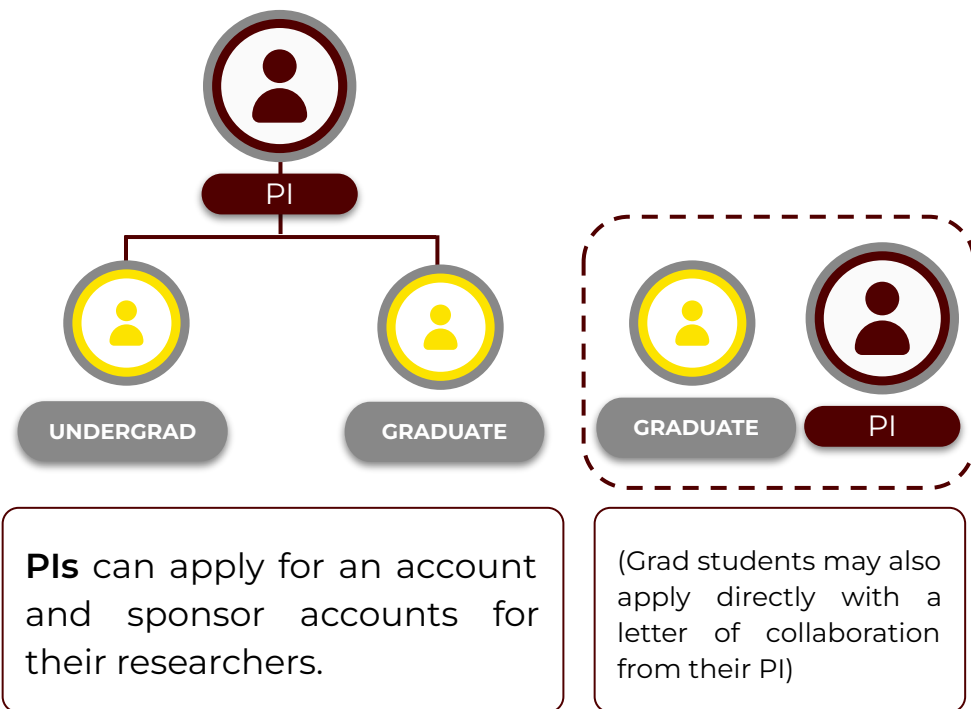 PI
UNDERGRAD
GRADUATE
GRADUATE
PI
PIs can apply for an account
and sponsor accounts for
their researchers.
(Grad students may also
apply directly with a
letter of collaboration
from their PI)